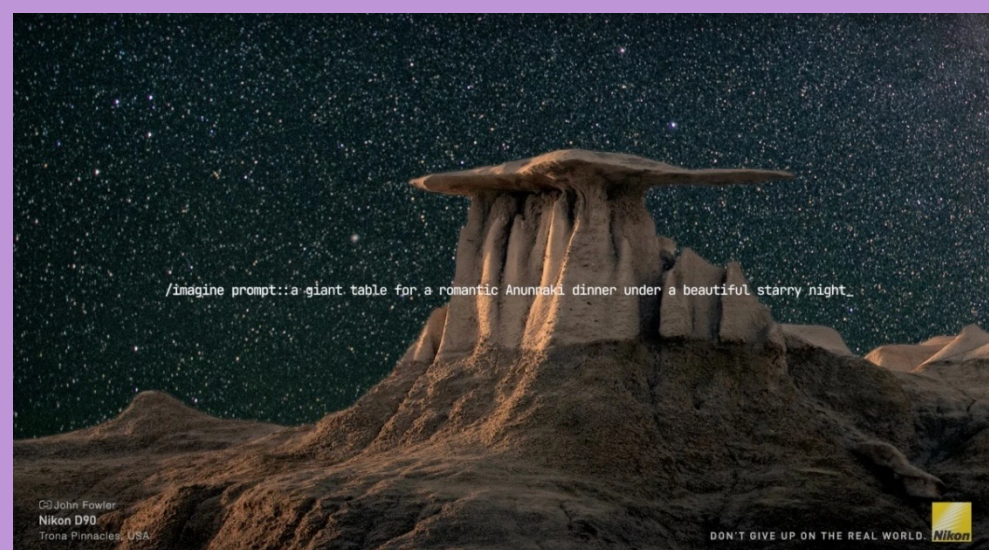 /imagine prompt::a giant table for a romantic Anunnaki dinner under a beautiful starry night_
John Fowler
Nikon D90
Trona Pinnacles, USA
DON'T GIVE UP ON THE REAL WORLD.
Nikon